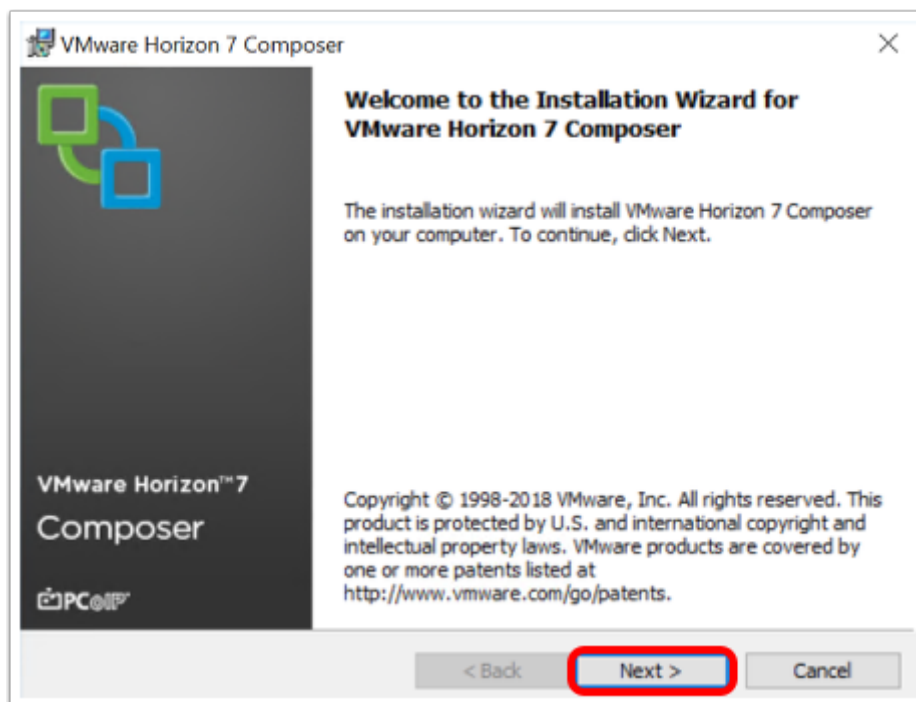 VMware Horizon 7 Composer
Welcome to the Installation Wizard for
VMware Horizon 7 Composer
The installation wizard will install VMware Horizon 7 Composer
on your computer. To continue, click Next.
VMware Horizon™ 7
Composer
PCoIP
Copyright © 1998-2018 VMware, Inc. All rights reserved. This
product is protected by U.S. and international copyright and
intellectual property laws. VMware products are covered by
one or more patents listed at
http://www.vmware.com/go/patents.
< Back
Next >
Cancel